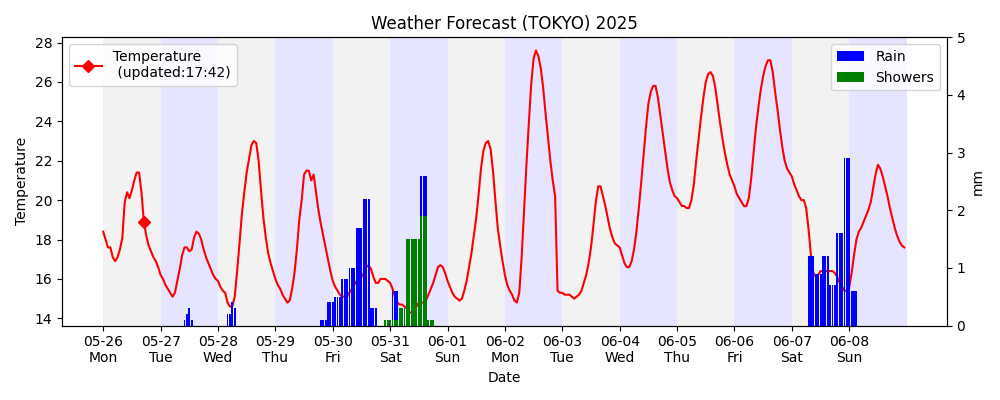 Weather Forecast (TOKYO) 2025
Temperature
(updated:17:42)
Rain
Showers
28
26
24
22
20
18
16
14
Temperature
5
4
3
2
1
0
mm
05-26 05-27 05-28 05-29 05-30 05-31 06-01 06-02 06-03 06-04 06-05 06-06 06-07 06-08
Mon Tue Wed Thu Fri Sat Sun Mon Tue Wed Thu Fri Sat Sun
Date